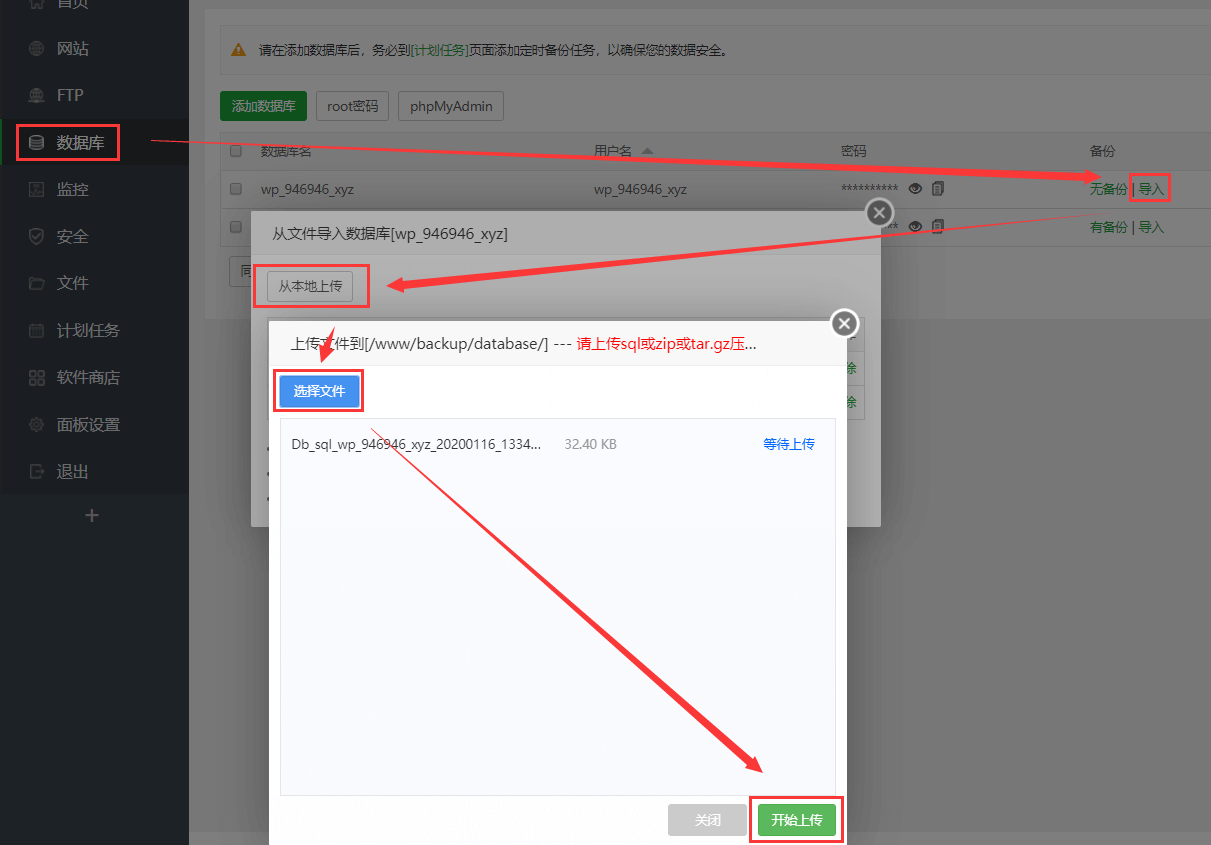 首页
网站
FTP
数据库
监控
安全
文件
计划任务
软件商店
面板设置
退出
请在添加数据库后，务必到[计划任务]页面添加定时备份任务，以确保您的数据安全。
添加数据库 root密码 phpMyAdmin
数据库名 用户名 密码 备份
wp_946946_xyz wp_946946_xyz ********** 无备份 | 导入
** 有备份 | 导入
同
从文件导入数据库[wp_946946_xyz]
从本地上传
上传文件到[/www/backup/database/] --- 请上传sql或zip或tar.gz压...
除
选择文件
除
Db_sql_wp_946946_xyz_20200116_1334... 32.40 KB 等待上传
关闭 开始上传